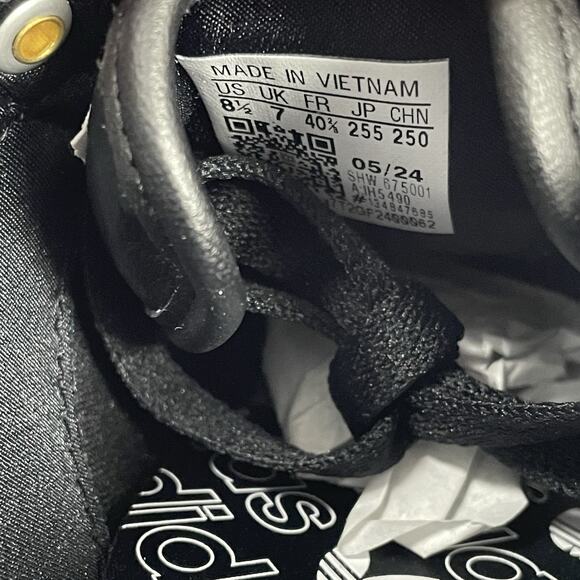 MADE IN VIETNAM
US UK FR JP CHN
8½ 7 40⅔ 255 250
05/24
SHW 675001
AJH5490